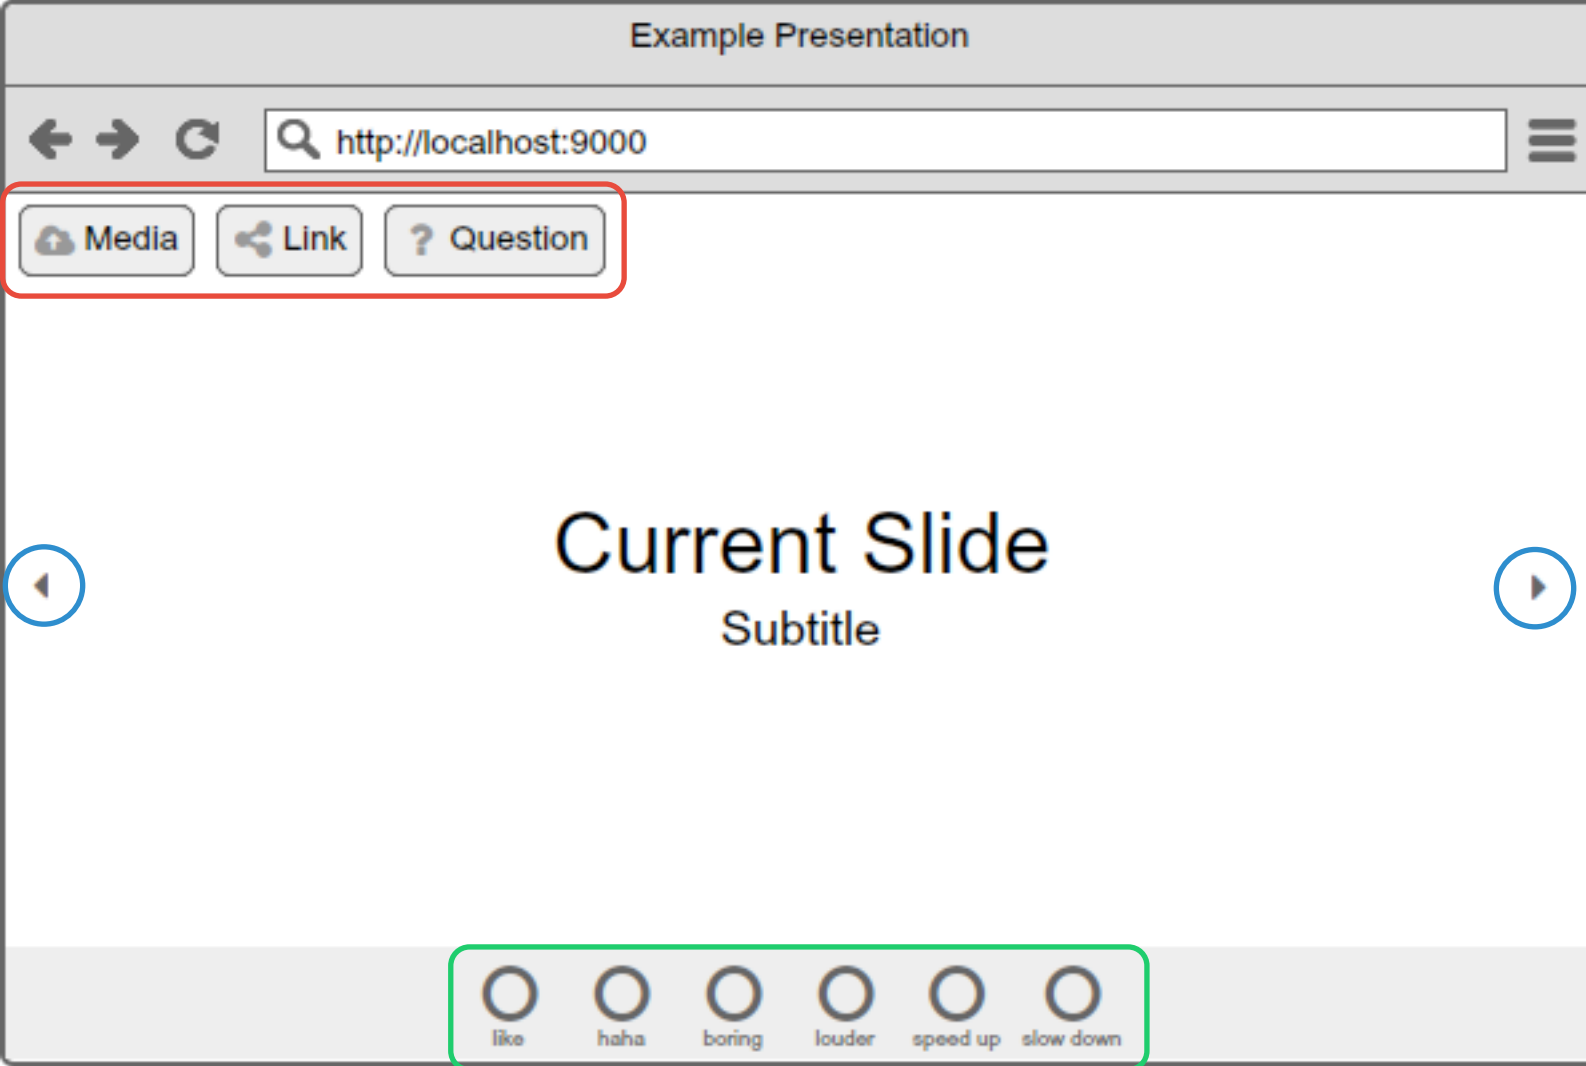 Example Presentation
http://localhost:9000
Media Link ? Question
Current Slide
Subtitle
like haha boring louder speed up slow down